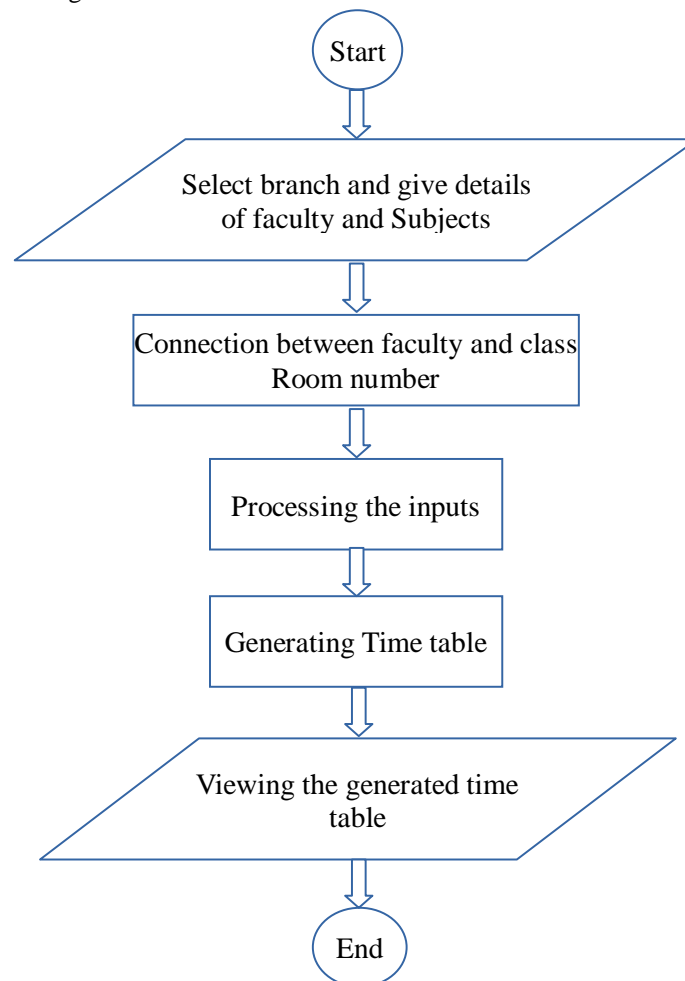 Start
Select branch and give details
of faculty and Subjects
Connection between faculty and class
Room number
Processing the inputs
Generating Time table
Viewing the generated time
table
End